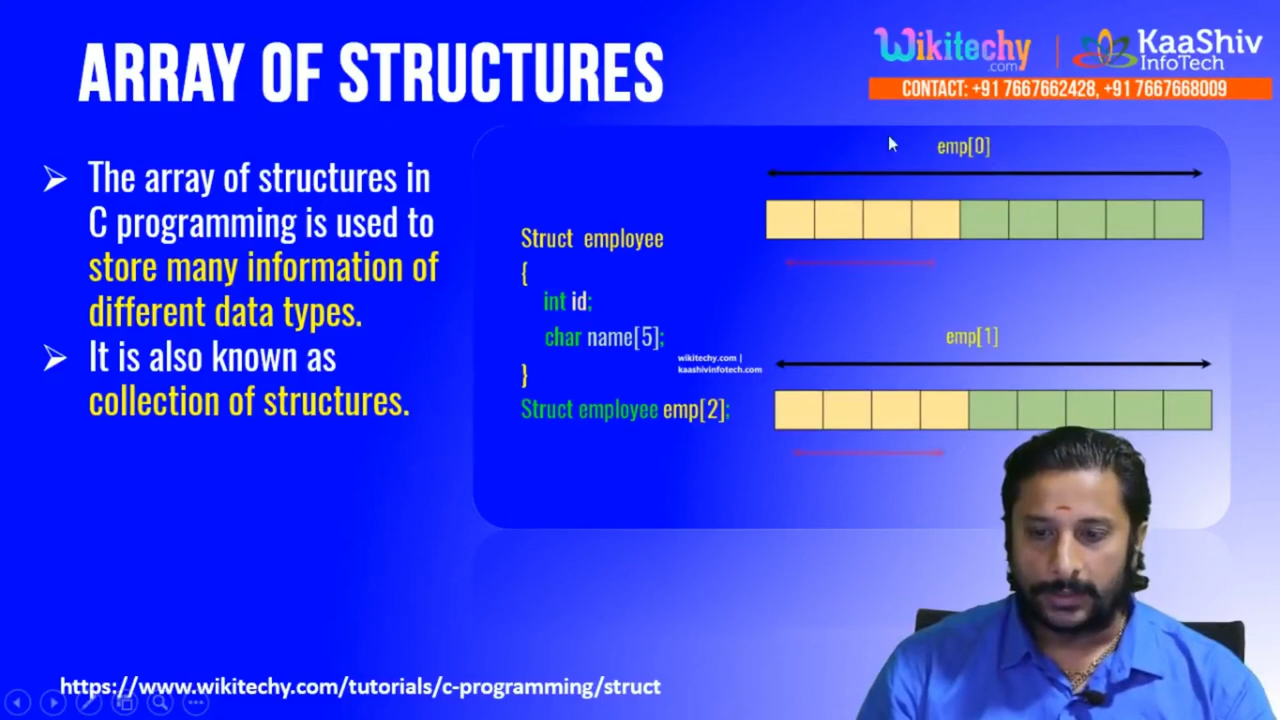 ARRAY OF STRUCTURES
Wikitechy
.com
KaaShiv
InfoTech
CONTACT: +91 7667662428, +91 7667668009
➢ The array of structures in
C programming is used to
store many information of
different data types.
➢ It is also known as
collection of structures.
Struct employee
{
int id;
char name[5];
}
Struct employee emp[2];
wikitechy.com |
kaashivinfotech.com
emp[0]
emp[1]
https://www.wikitechy.com/tutorials/c-programming/struct